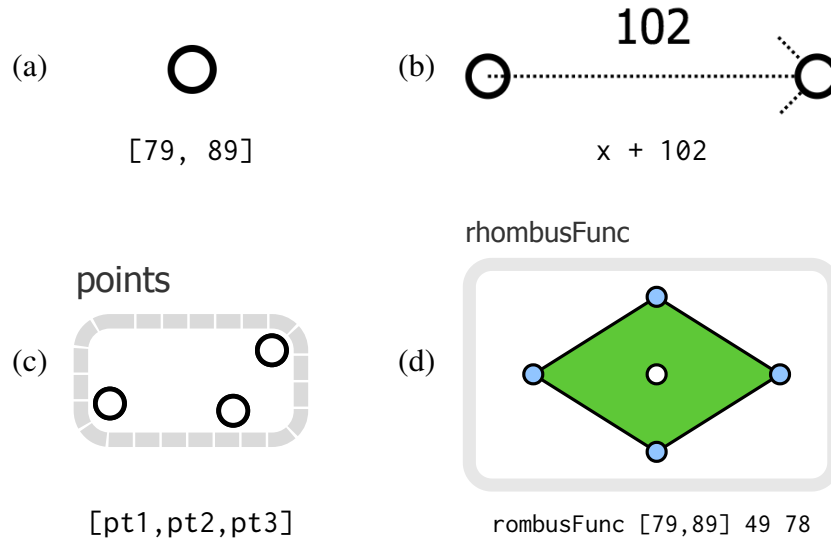 (a)
[79, 89]
(b)
102
x + 102
(c)
points
[pt1,pt2,pt3]
(d)
rhombusFunc
rombusFunc [79,89] 49 78